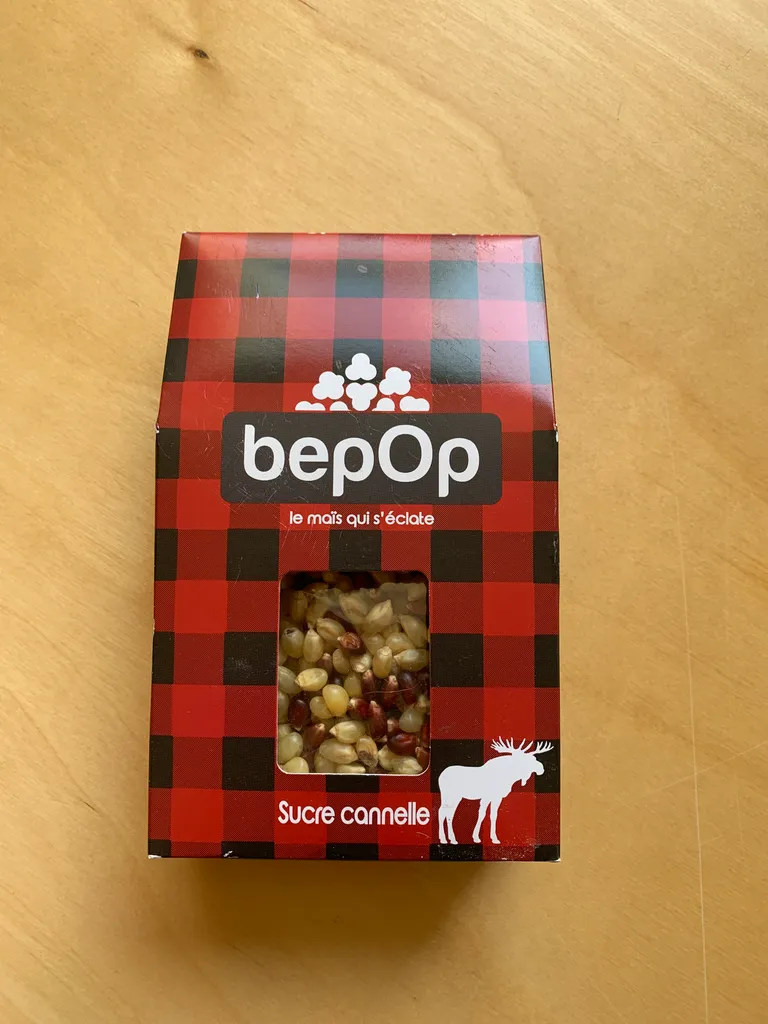 bepOp
le maïs qui s'éclate
Sucre cannelle